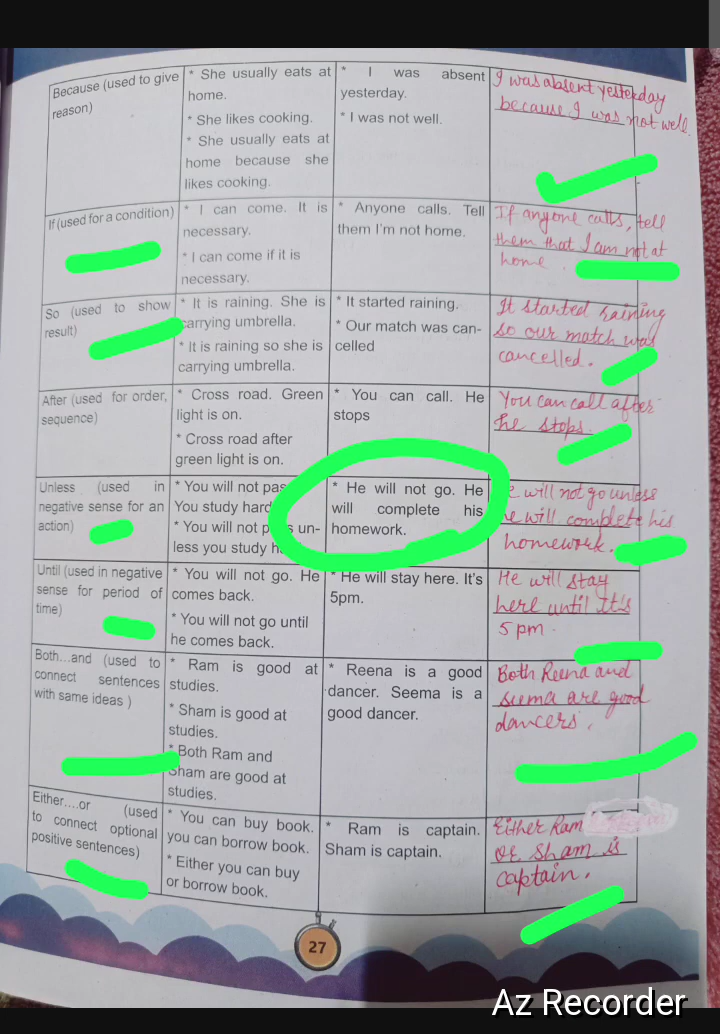 Because (used to give
reason)
* She usually eats at
home.
* She likes cooking.
* She usually eats at
home because she
likes cooking.
* I was absent
yesterday.
* I was not well.
I was absent yesterday
because I was not well.
If (used for a condition)
* I can come. It is
necessary.
* I can come if it is
necessary.
* Anyone calls. Tell
them I'm not home.
If anyone calls, tell
them that I am not at
home.
So (used to show
result)
* It is raining. She is
carrying umbrella.
* It is raining so she is
carrying umbrella.
* It started raining.
* Our match was can-
celled
It started raining
so our match was
cancelled.
After (used for order,
sequence)
* Cross road. Green
light is on.
* Cross road after
green light is on.
* You can call. He
stops
You can call after
he stops.
Unless (used in
negative sense for an
action)
* You will not
You study
* You will not un-
less you study
* He will not go. He
will complete his
homework.
will not go unless
he will complete his
homework.
Until (used in negative
sense for period of
time)
* You will not go. He
comes back.
* You will not go until
he comes back.
* He will stay here. It's
5pm.
He will stay
here until It's
5 pm.
Both...and (used to
connect sentences
with same ideas )
* Ram is good at
studies.
* Sham is good at
studies.
* Both Ram and
Sham are good at
studies.
* Reena is a good
dancer. Seema is a
good dancer.
Both Reena and
seema are good
dancers.
Either....or (used
to connect optional
positive sentences)
* You can buy book.
you can borrow book.
* Either you can buy
or borrow book.
* Ram is captain.
Sham is captain.
Either Ram
or Sham is
captain.
27
Az Recorder